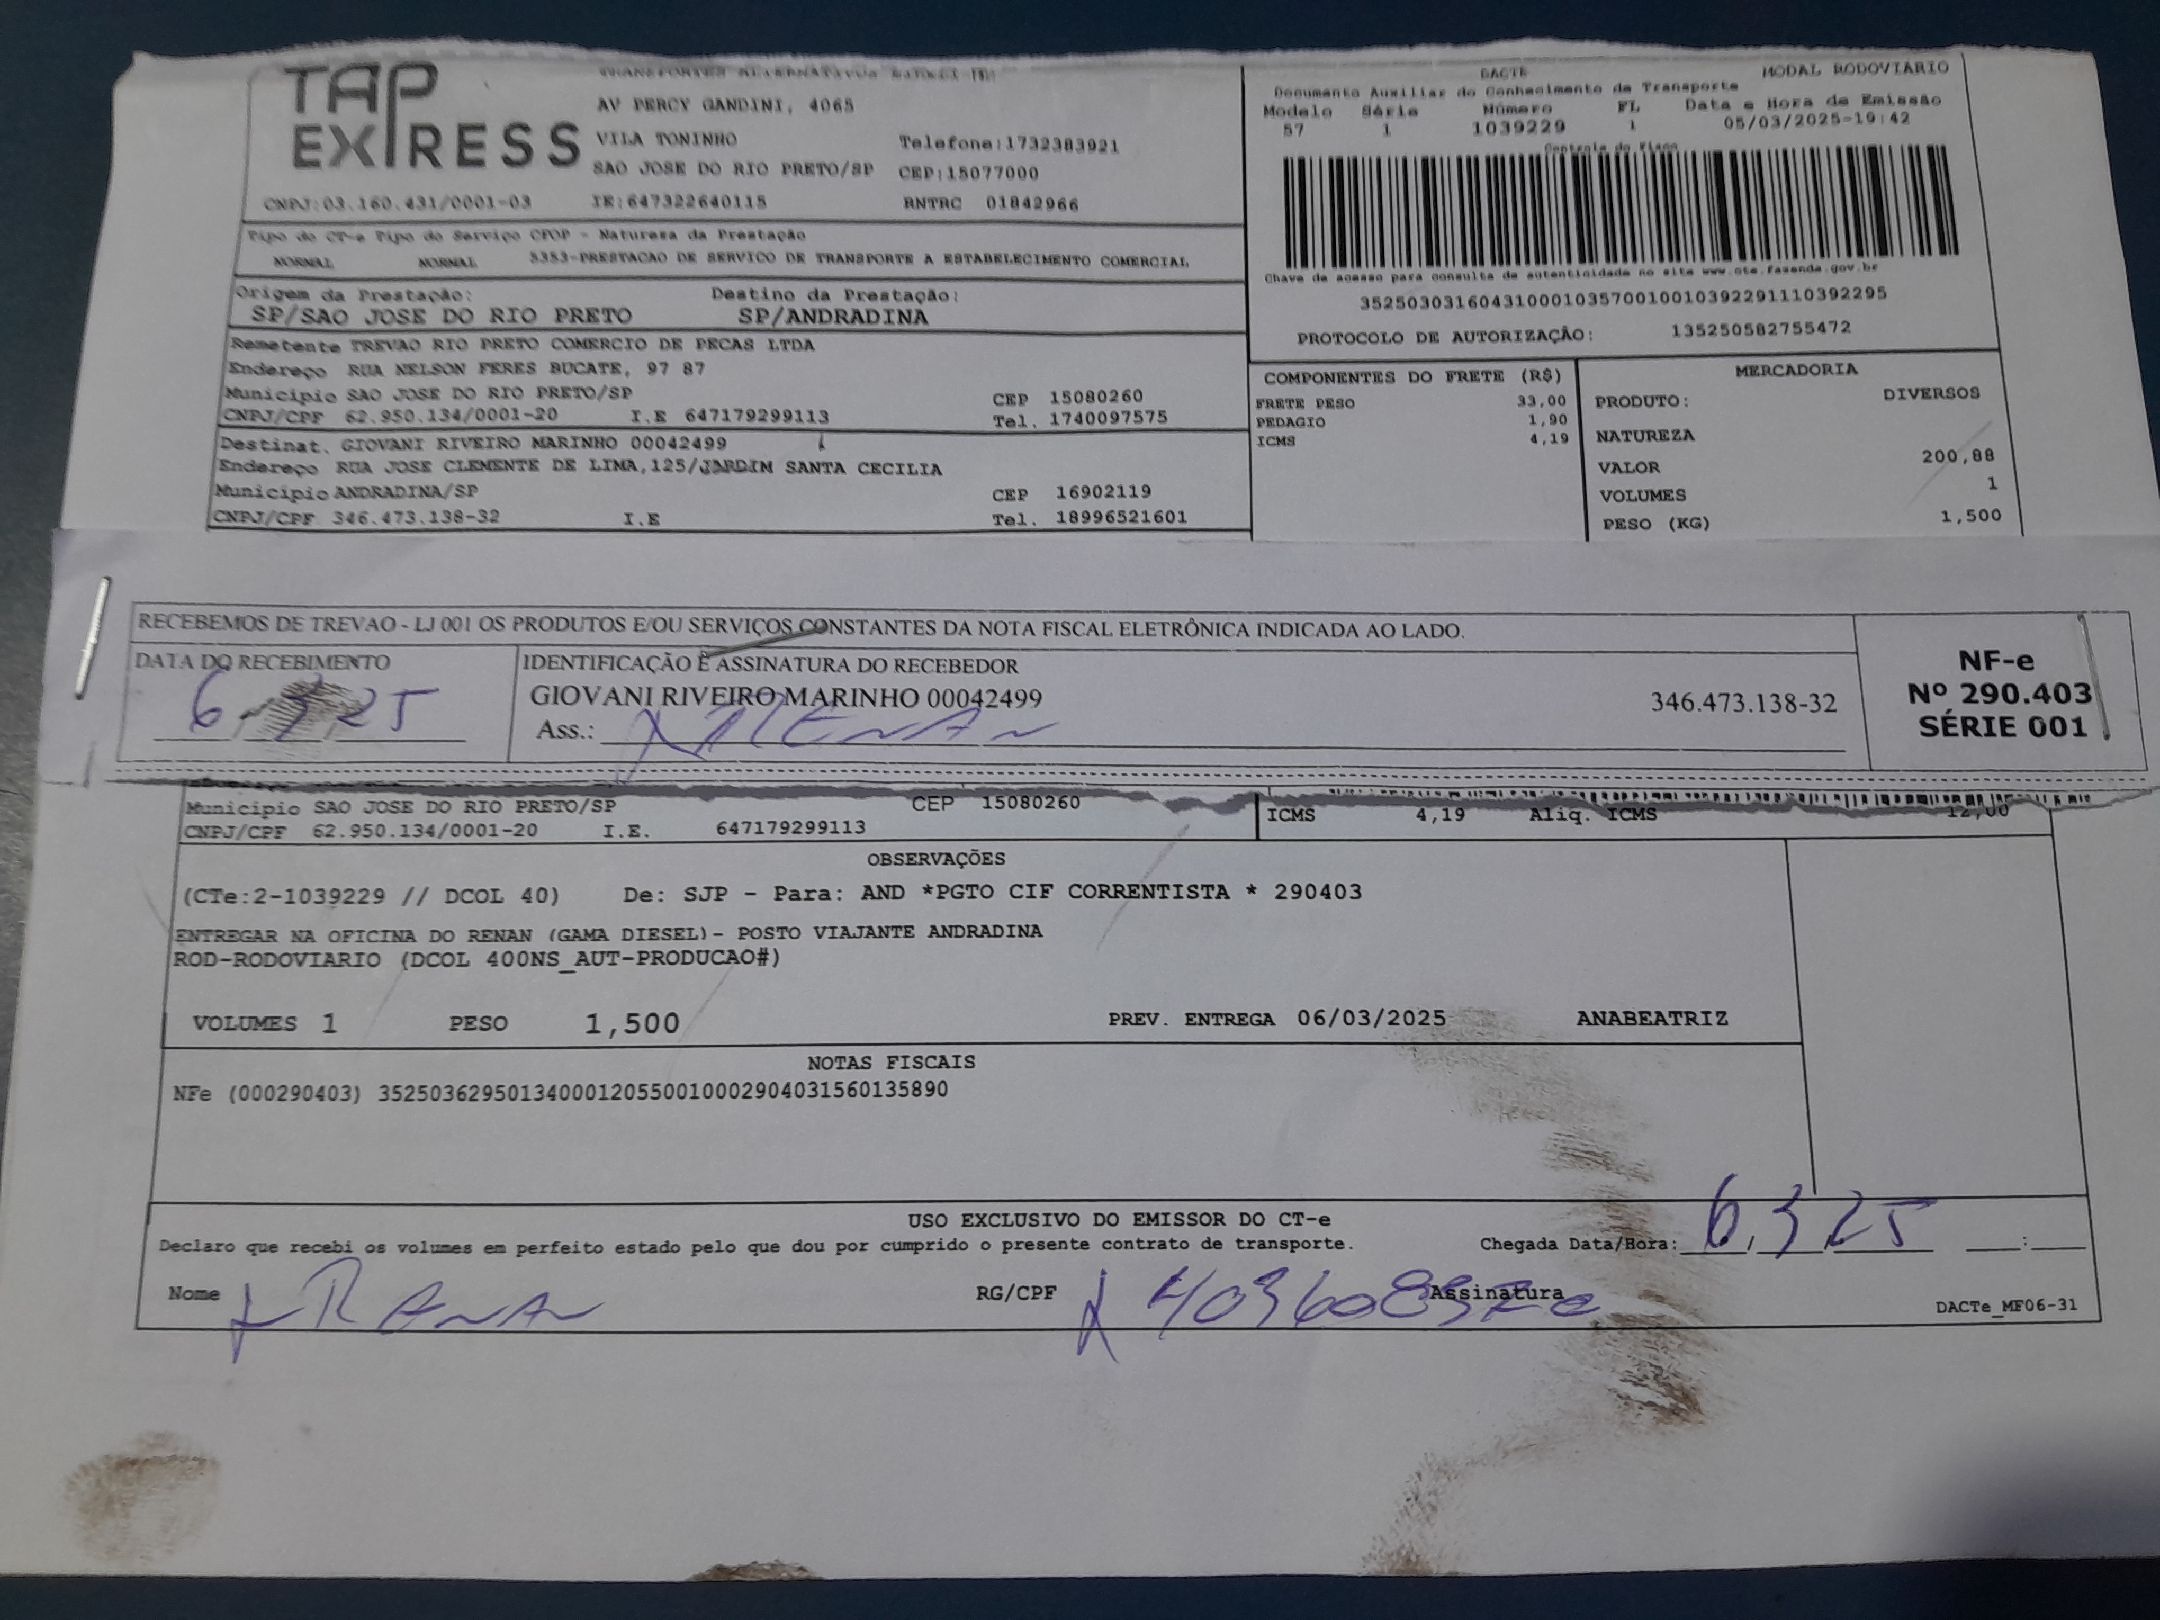 TAP EXPRESS
AV PERCY GANDINI, 4065
VILA TONINHO Telefone:1732383921
SAO JOSE DO RIO PRETO/SP CEP:15077000
CNPJ:03.160.431/0001-03 IE:647322640115 RNTRC 01842966
Tipo do CT-e Tipo do Serviço CFOP - Natureza da Prestação
NORMAL NORMAL 5353-PRESTACAO DE SERVICO DE TRANSPORTE A ESTABELECIMENTO COMERCIAL
Origem da Prestação: Destino da Prestação:
SP/SAO JOSE DO RIO PRETO SP/ANDRADINA
Remetente TREVAO RIO PRETO COMERCIO DE PECAS LTDA
Endereço RUA NELSON FERES BUCATE, 97 87
Município SAO JOSE DO RIO PRETO/SP CEP 15080260
CNPJ/CPF 62.950.134/0001-20 I.E 647179299113 Tel. 1740097575
Destinat. GIOVANI RIVEIRO MARINHO 00042499
Endereço RUA JOSE CLEMENTE DE LIMA,125/JARDIM SANTA CECILIA
Município ANDRADINA/SP CEP 16902119
CNPJ/CPF 346.473.138-32 I.E Tel. 18996521601
DACTE MODAL RODOVIARIO
Documento Auxiliar do Conhecimento de Transporte
Modelo Série Número FL Data e Hora de Emissão
57 1 1039229 1 05/03/2025-19:42
Controle do Fisco
Chave de acesso para consulta de autenticidade no site www.cte.fazenda.gov.br
35250303160431000103570010010392291110392295
PROTOCOLO DE AUTORIZAÇÃO: 135250582755472
COMPONENTES DO FRETE (R$)
FRETE PESO 33,00
PEDAGIO 1,90
ICMS 4,19
MERCADORIA
PRODUTO: DIVERSOS
NATUREZA
VALOR 200,88
VOLUMES 1
PESO (KG) 1,500
RECEBEMOS DE TREVAO - LJ 001 OS PRODUTOS E/OU SERVIÇOS CONSTANTES DA NOTA FISCAL ELETRÔNICA INDICADA AO LADO.
DATA DO RECEBIMENTO
6 3 25
IDENTIFICAÇÃO E ASSINATURA DO RECEBEDOR
GIOVANI RIVEIRO MARINHO 00042499 346.473.138-32
Ass.: RENAN
NF-e
Nº 290.403
SÉRIE 001
Município SAO JOSE DO RIO PRETO/SP CEP 15080260
CNPJ/CPF 62.950.134/0001-20 I.E. 647179299113
ICMS 4,19 Aliq. ICMS 12,00
OBSERVAÇÕES
(CTe:2-1039229 // DCOL 40) De: SJP - Para: AND *PGTO CIF CORRENTISTA * 290403
ENTREGAR NA OFICINA DO RENAN (GAMA DIESEL)- POSTO VIAJANTE ANDRADINA
ROD-RODOVIARIO (DCOL 400NS_AUT-PRODUCAO#)
VOLUMES 1 PESO 1,500 PREV. ENTREGA 06/03/2025 ANABEATRIZ
NOTAS FISCAIS
NFe (000290403) 35250362950134000120550010002904031560135890
USO EXCLUSIVO DO EMISSOR DO CT-e
Declaro que recebi os volumes em perfeito estado pelo que dou por cumprido o presente contrato de transporte. Chegada Data/Hora: 6 3 25 :
Nome RENAN RG/CPF Assinatura
DACTe_MF06-31